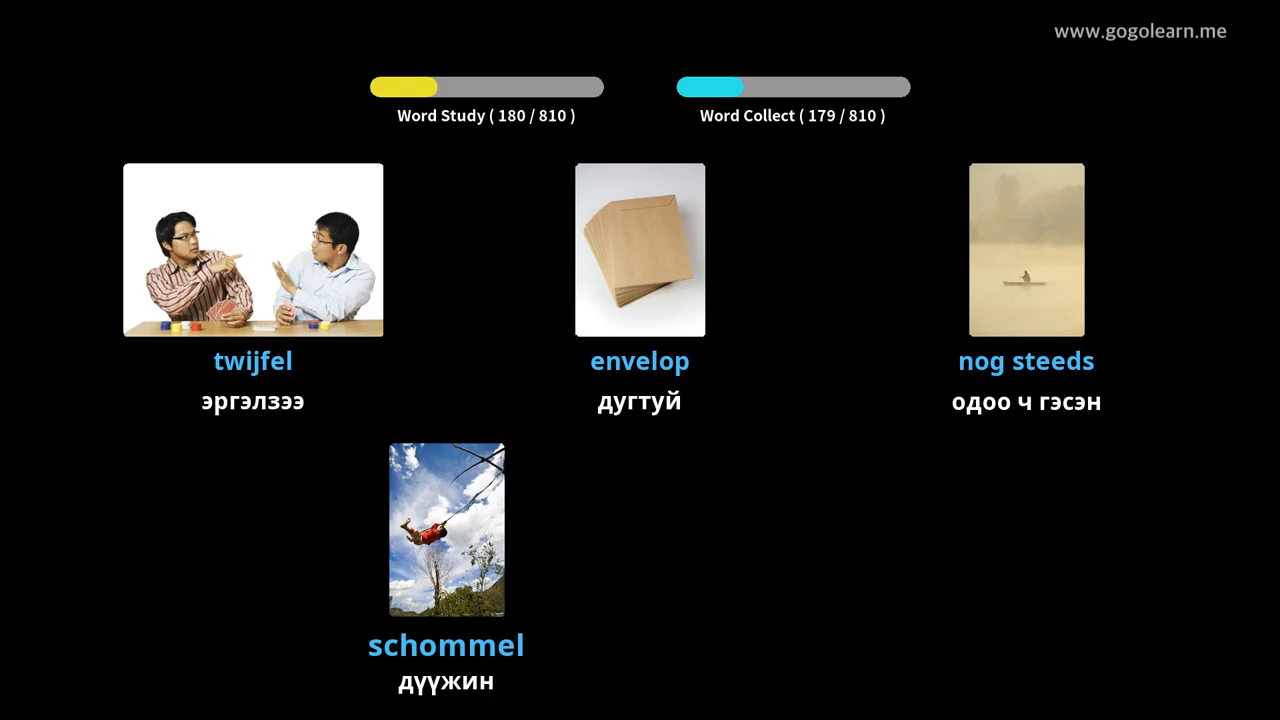 www.gogolearn.me
Word Study ( 180 / 810 )
Word Collect ( 179 / 810 )
twijfel
эргэлзээ
envelop
дугтуй
nog steeds
одоо ч гэсэн
schommel
дүүжин